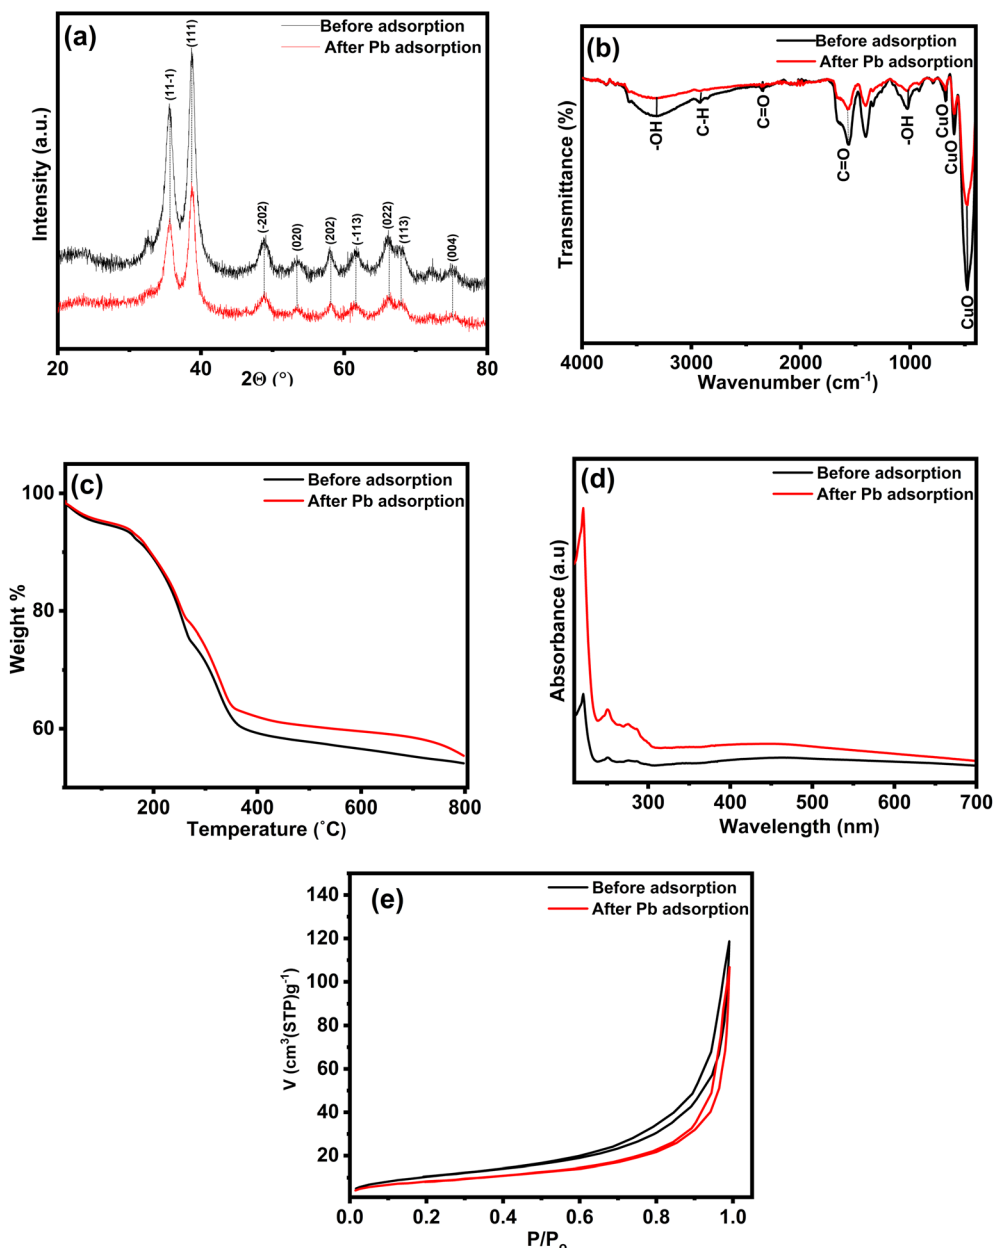 (a)
Before adsorption
After Pb adsorption
(11-1)
(111)
(-202)
(020)
(202)
(-113)
(022)
(113)
(004)
Intensity (a.u.)
20
40
60
80
2Θ (°)
(b)
Before adsorption
After Pb adsorption
-OH
C-H
C=O
C=O
-OH
CuO
CuO
CuO
Transmittance (%)
4000
3000
2000
1000
Wavenumber (cm⁻¹)
(c)
Before adsorption
After Pb adsorption
100
80
60
Weight %
200
400
600
800
Temperature (˚C)
(d)
Before adsorption
After Pb adsorption
Absorbance (a.u)
300
400
500
600
700
Wavelength (nm)
(e)
Before adsorption
After Pb adsorption
140
120
100
80
60
40
20
V (cm³(STP)g⁻¹)
0.0
0.2
0.4
0.6
0.8
1.0
P/Pₒ